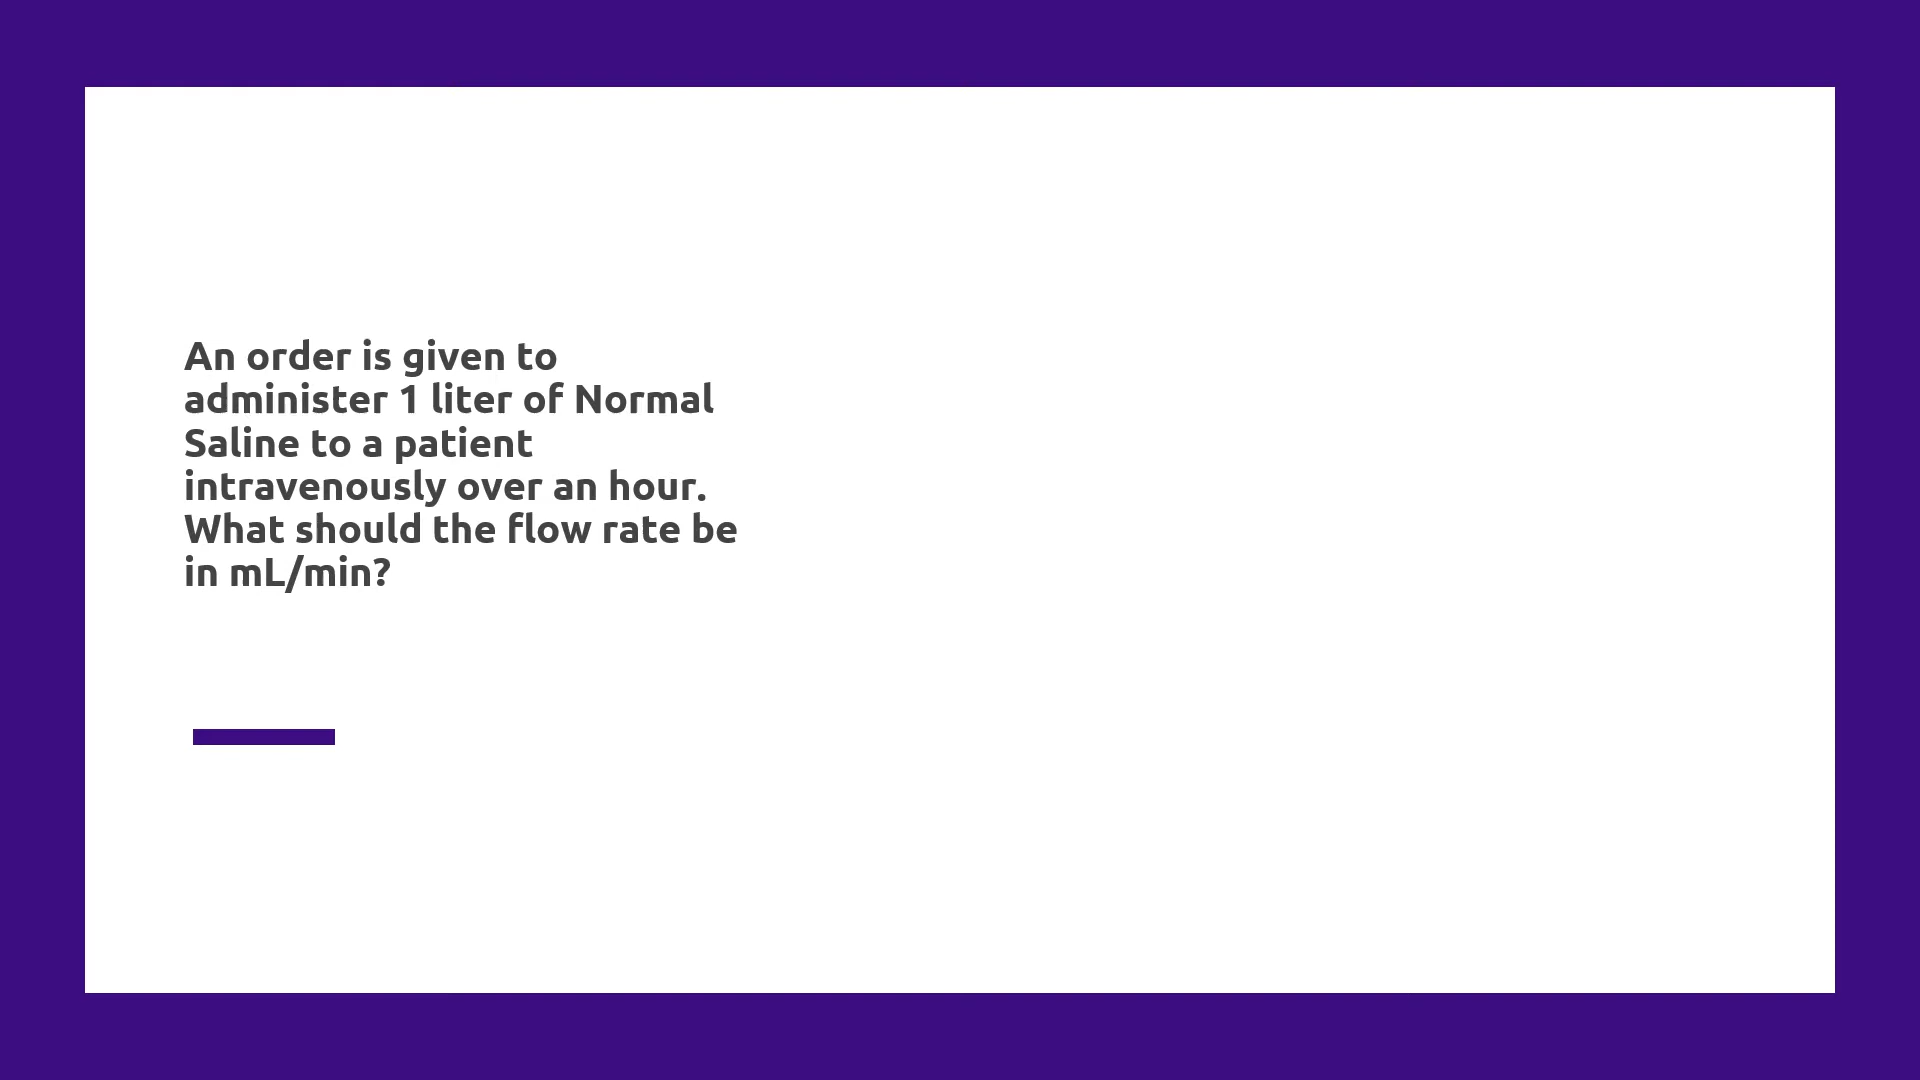 An order is given to
administer 1 liter of Normal
Saline to a patient
intravenously over an hour.
What should the flow rate be
in mL/min?